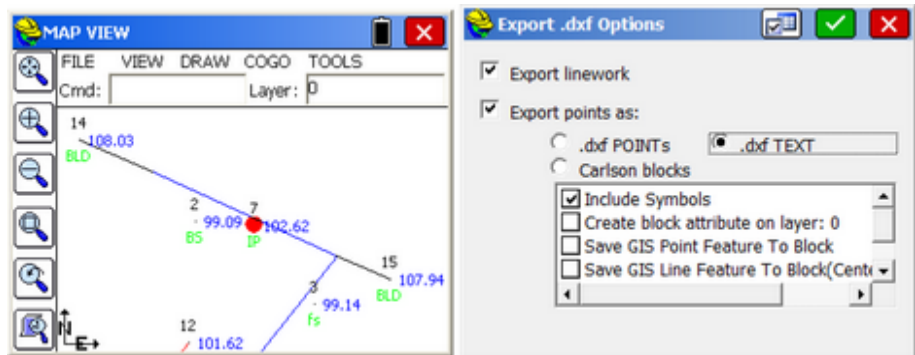 MAP VIEW
FILE VIEW DRAW COGO TOOLS
Cmd: Layer: 0
14
108.03
BLD
2
99.09
BS
7
102.62
IP
15
107.94
BLD
3
99.14
fs
12
101.62
N
E
Export .dxf Options
Export linework
Export points as:
.dxf POINTs .dxf TEXT
Carlson blocks
Include Symbols
Create block attribute on layer: 0
Save GIS Point Feature To Block
Save GIS Line Feature To Block(Cente